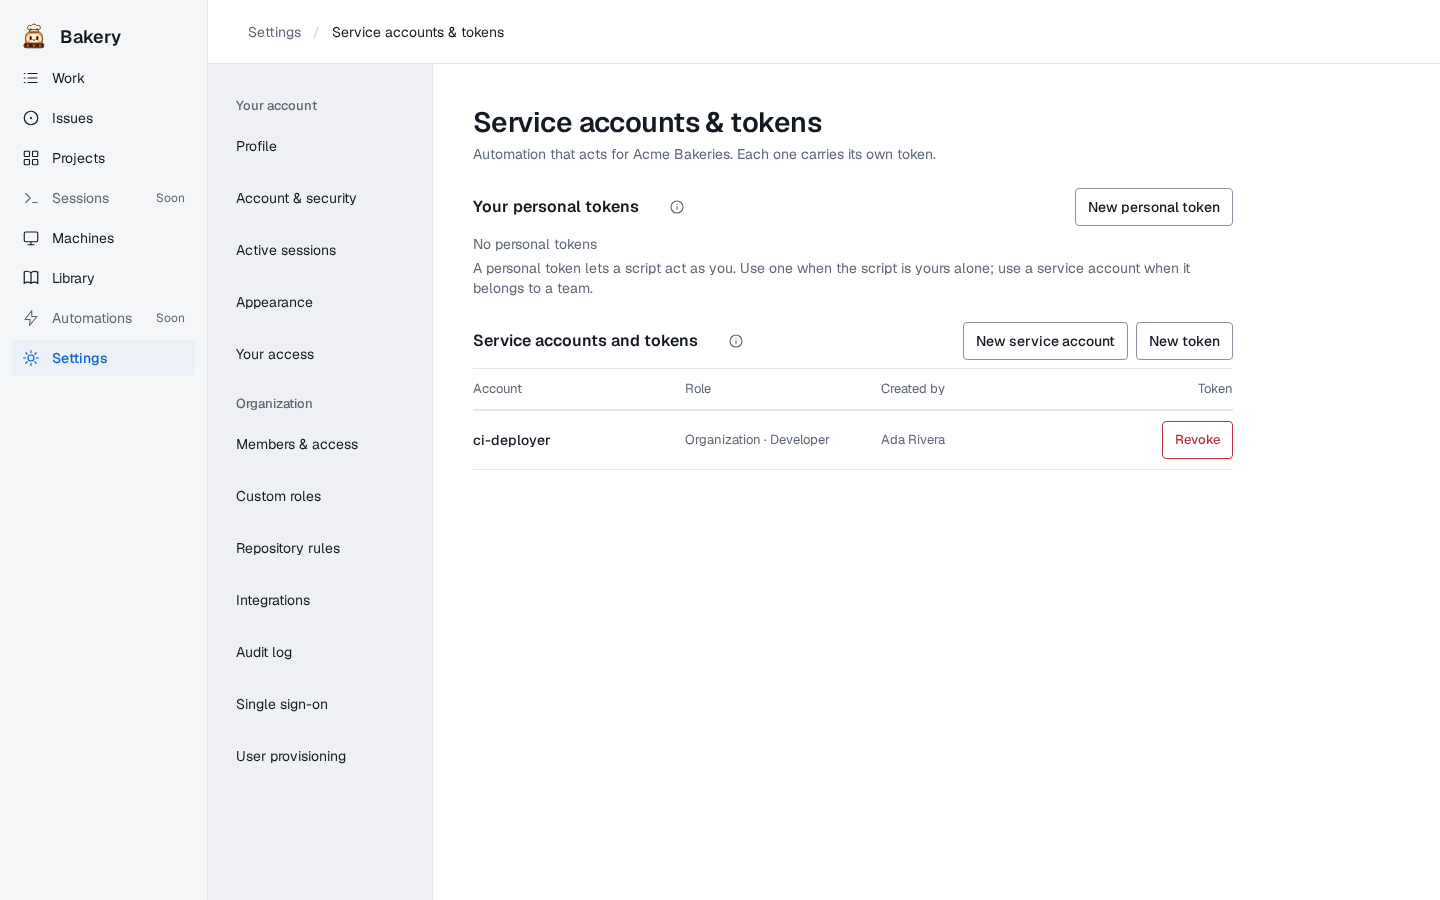 Bakery
Work
Issues
Projects
Sessions Soon
Machines
Library
Automations Soon
Settings
Settings / Service accounts & tokens
Your account
Profile
Account & security
Active sessions
Appearance
Your access
Organization
Members & access
Custom roles
Repository rules
Integrations
Audit log
Single sign-on
User provisioning
Service accounts & tokens
Automation that acts for Acme Bakeries. Each one carries its own token.
Your personal tokens
New personal token
No personal tokens
A personal token lets a script act as you. Use one when the script is yours alone; use a service account when it
belongs to a team.
Service accounts and tokens
New service account
New token
Account Role Created by Token
ci-deployer Organization · Developer Ada Rivera Revoke